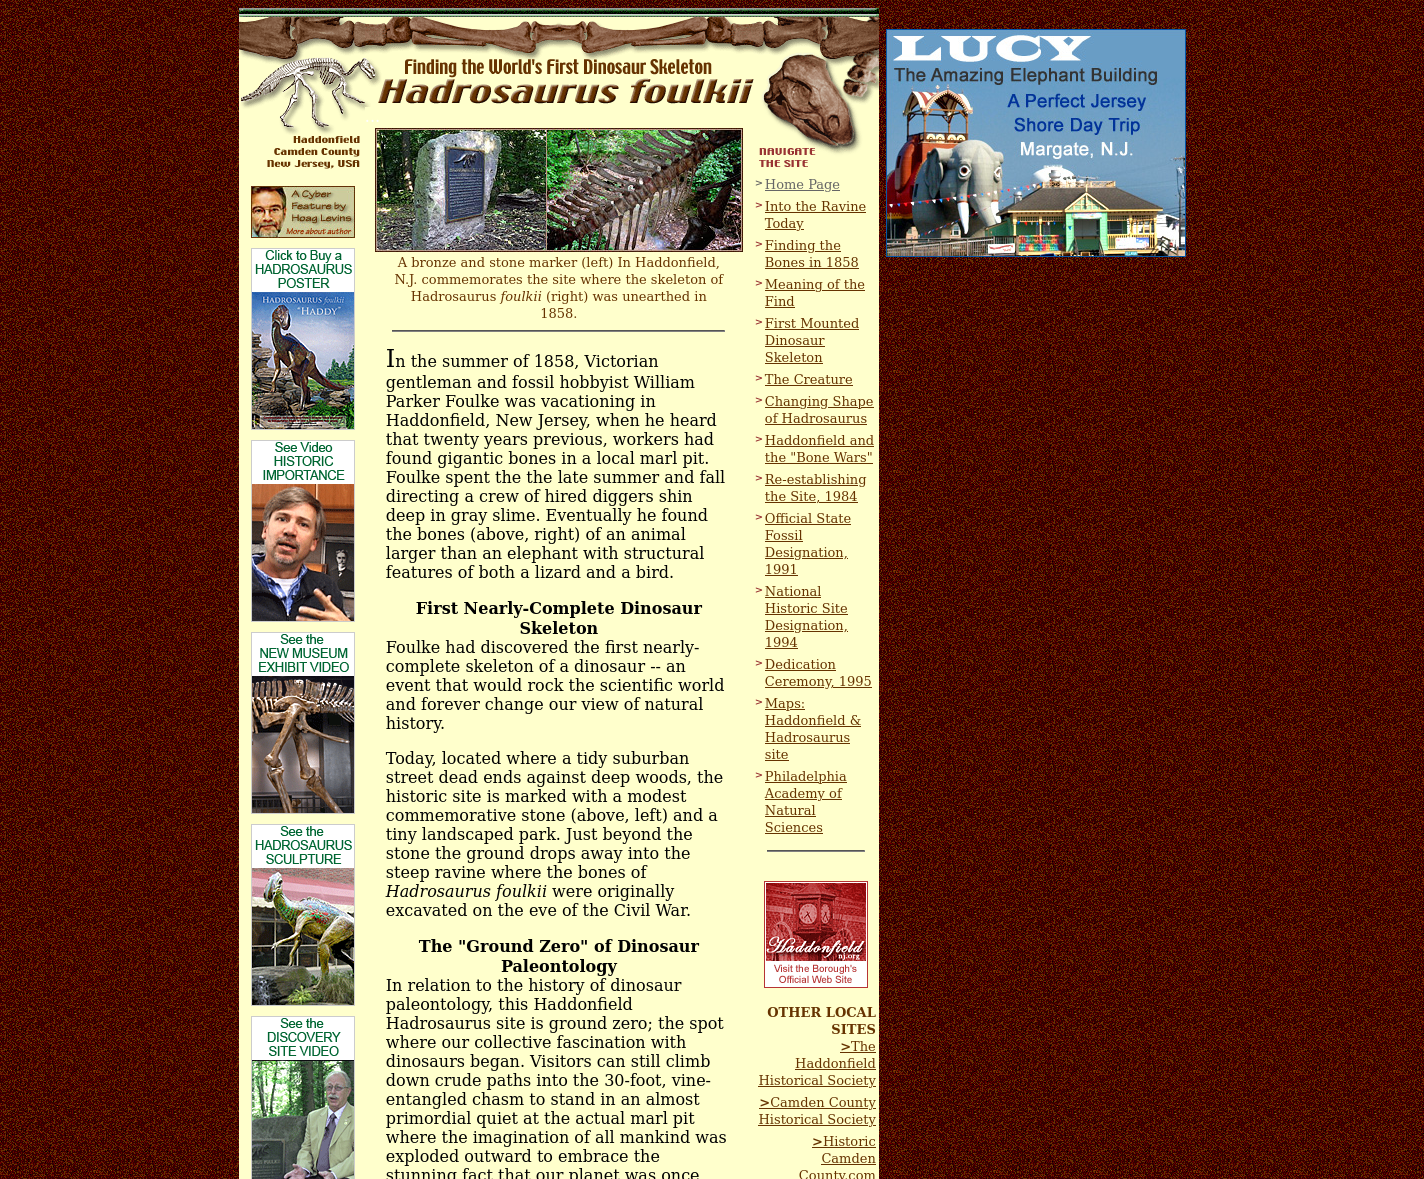 Finding the World's First Dinosaur Skeleton
Hadrosaurus foulkii
Haddonfield
Camden County
New Jersey, USA
A Cyber
Feature by
Hoag Levins
More about author
Click to Buy a
HADROSAURUS
POSTER
HADROSAURUS foulkii
"HADDY"
See Video
HISTORIC
IMPORTANCE
See the
NEW MUSEUM
EXHIBIT VIDEO
See the
HADROSAURUS
SCULPTURE
See the
DISCOVERY
SITE VIDEO
A bronze and stone marker (left) In Haddonfield,
N.J. commemorates the site where the skeleton of
Hadrosaurus foulkii (right) was unearthed in
1858.
In the summer of 1858, Victorian
gentleman and fossil hobbyist William
Parker Foulke was vacationing in
Haddonfield, New Jersey, when he heard
that twenty years previous, workers had
found gigantic bones in a local marl pit.
Foulke spent the the late summer and fall
directing a crew of hired diggers shin
deep in gray slime. Eventually he found
the bones (above, right) of an animal
larger than an elephant with structural
features of both a lizard and a bird.
First Nearly-Complete Dinosaur
Skeleton
Foulke had discovered the first nearly-
complete skeleton of a dinosaur -- an
event that would rock the scientific world
and forever change our view of natural
history.
Today, located where a tidy suburban
street dead ends against deep woods, the
historic site is marked with a modest
commemorative stone (above, left) and a
tiny landscaped park. Just beyond the
stone the ground drops away into the
steep ravine where the bones of
Hadrosaurus foulkii were originally
excavated on the eve of the Civil War.
The "Ground Zero" of Dinosaur
Paleontology
In relation to the history of dinosaur
paleontology, this Haddonfield
Hadrosaurus site is ground zero; the spot
where our collective fascination with
dinosaurs began. Visitors can still climb
down crude paths into the 30-foot, vine-
entangled chasm to stand in an almost
primordial quiet at the actual marl pit
where the imagination of all mankind was
exploded outward to embrace the
stunning fact that our planet was once
NAVIGATE
THE SITE
> Home Page
> Into the Ravine
Today
> Finding the
Bones in 1858
> Meaning of the
Find
> First Mounted
Dinosaur
Skeleton
> The Creature
> Changing Shape
of Hadrosaurus
> Haddonfield and
the "Bone Wars"
> Re-establishing
the Site, 1984
> Official State
Fossil
Designation,
1991
> National
Historic Site
Designation,
1994
> Dedication
Ceremony, 1995
> Maps:
Haddonfield &
Hadrosaurus
site
> Philadelphia
Academy of
Natural
Sciences
Haddonfield
nj.org
Visit the Borough's
Official Web Site
OTHER LOCAL
SITES
>The
Haddonfield
Historical Society
>Camden County
Historical Society
>Historic
Camden
County.com
LUCY
The Amazing Elephant Building
A Perfect Jersey
Shore Day Trip
Margate, N.J.